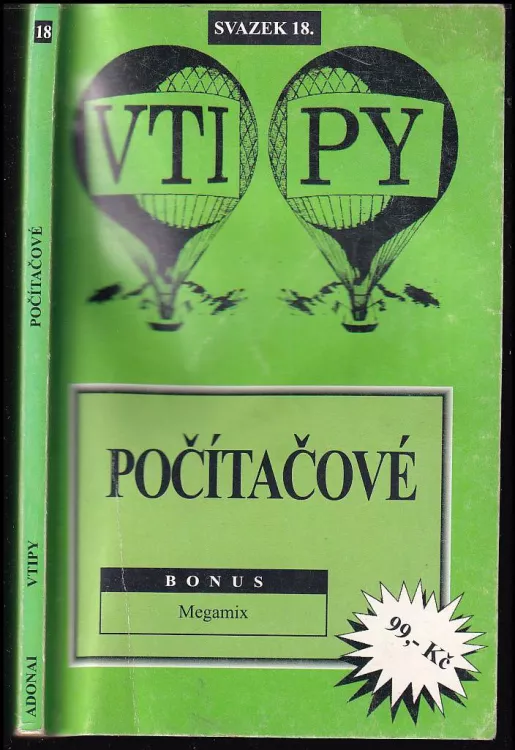 18
POČÍTAČOVÉ
VTIPY
ADONAI
SVAZEK 18.
VTI PY
POČÍTAČOVÉ
BONUS
Megamix
99,- Kč